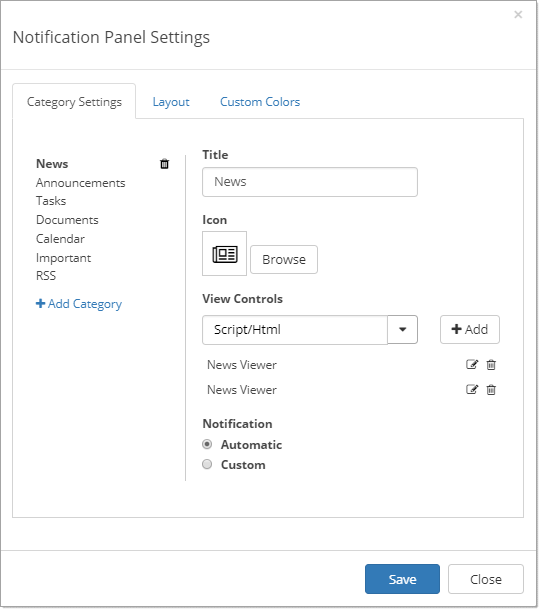 ×
Notification Panel Settings
Category Settings
Layout
Custom Colors
News
Announcements
Tasks
Documents
Calendar
Important
RSS
+ Add Category
Title
News
Icon
Browse
View Controls
Script/Html
+ Add
News Viewer
News Viewer
Notification
Automatic
Custom
Save
Close